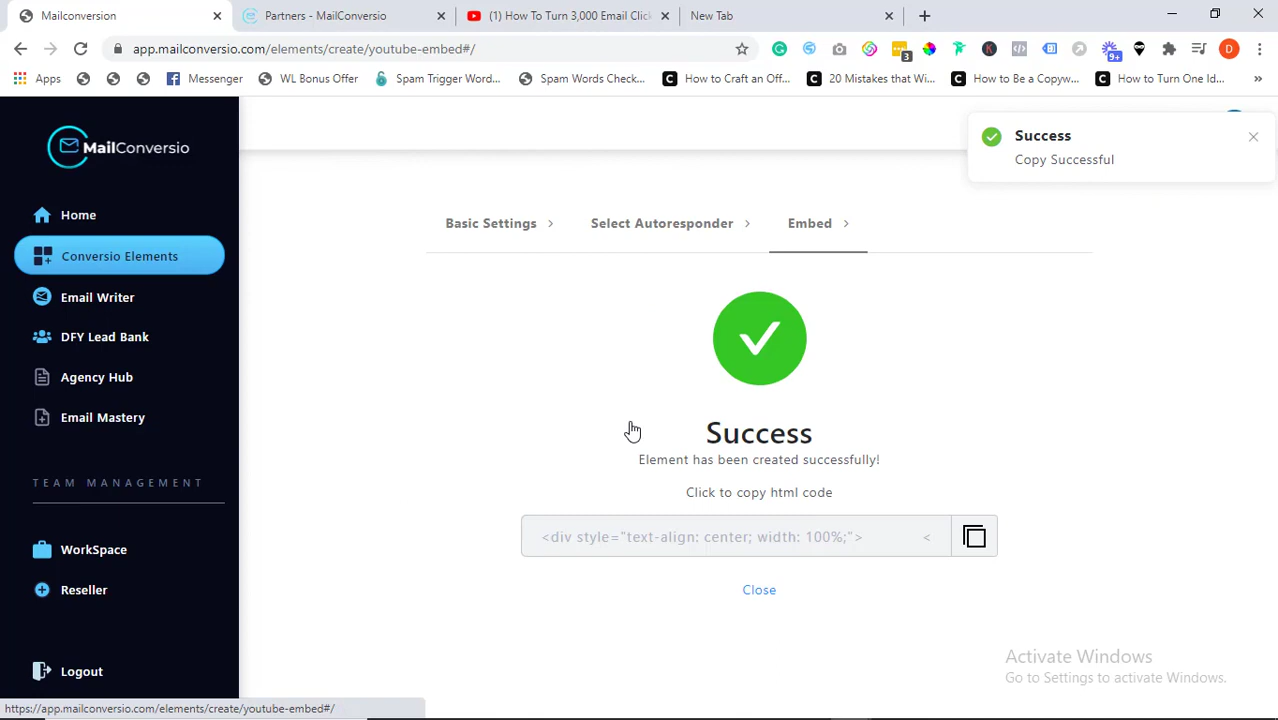 Mailconversion
Partners - MailConversio
(1) How To Turn 3,000 Email Click
New Tab
app.mailconversio.com/elements/create/youtube-embed#/
3
9+
D
Apps
Messenger
WL Bonus Offer
Spam Trigger Word...
Spam Words Check...
How to Craft an Off...
20 Mistakes that Wi...
How to Be a Copyw...
How to Turn One Id...
MailConversio
Success
Copy Successful
Home
Conversio Elements
Email Writer
DFY Lead Bank
Agency Hub
Email Mastery
TEAM MANAGEMENT
WorkSpace
Reseller
Logout
Basic Settings
Select Autoresponder
Embed
Success
Element has been created successfully!
Click to copy html code
<div style="text-align: center; width: 100%;"> <
Close
Activate Windows
Go to Settings to activate Windows.
https://app.mailconversio.com/elements/create/youtube-embed#/